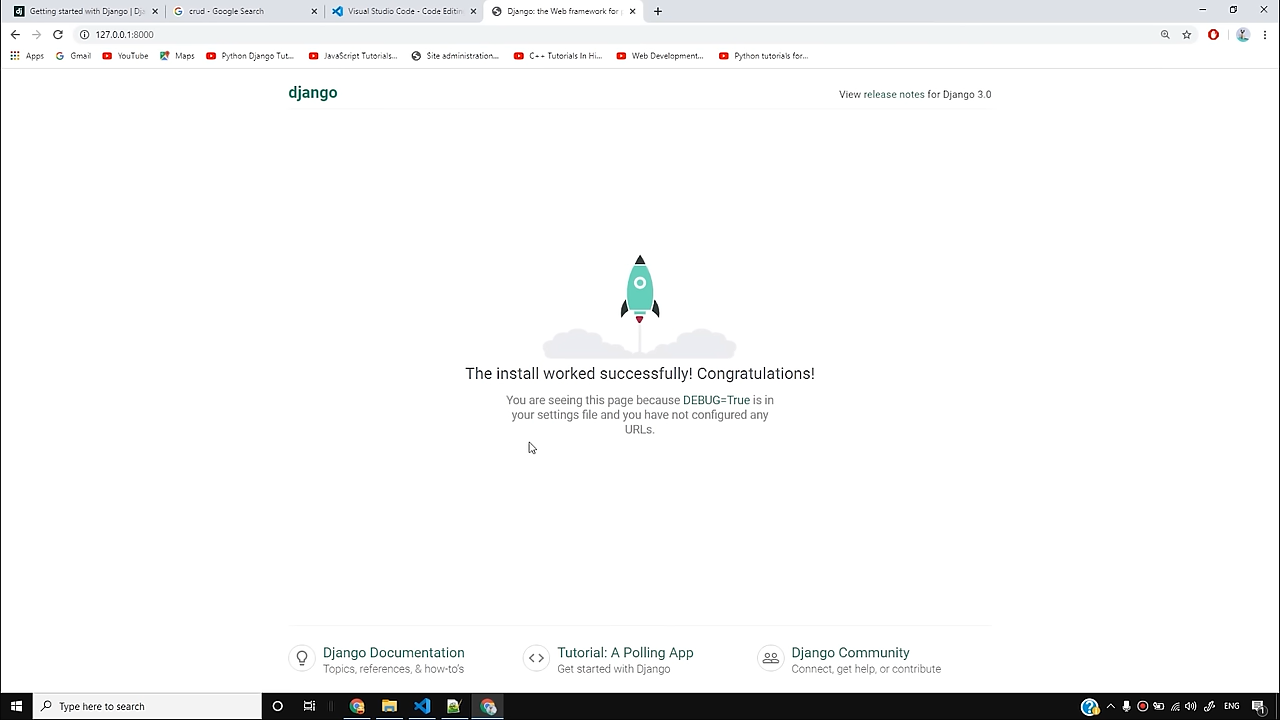 Getting started with Django | Dja
crud - Google Search
Visual Studio Code - Code Editin
Django: the Web framework for p
127.0.0.1:8000
Apps
Gmail
YouTube
Maps
Python Django Tut...
JavaScript Tutorials...
Site administration...
C++ Tutorials In Hi...
Web Development...
Python tutorials for...
django
View release notes for Django 3.0
The install worked successfully! Congratulations!
You are seeing this page because DEBUG=True is in
your settings file and you have not configured any
URLs.
Django Documentation
Topics, references, & how-to's
Tutorial: A Polling App
Get started with Django
Django Community
Connect, get help, or contribute
Type here to search
ENG